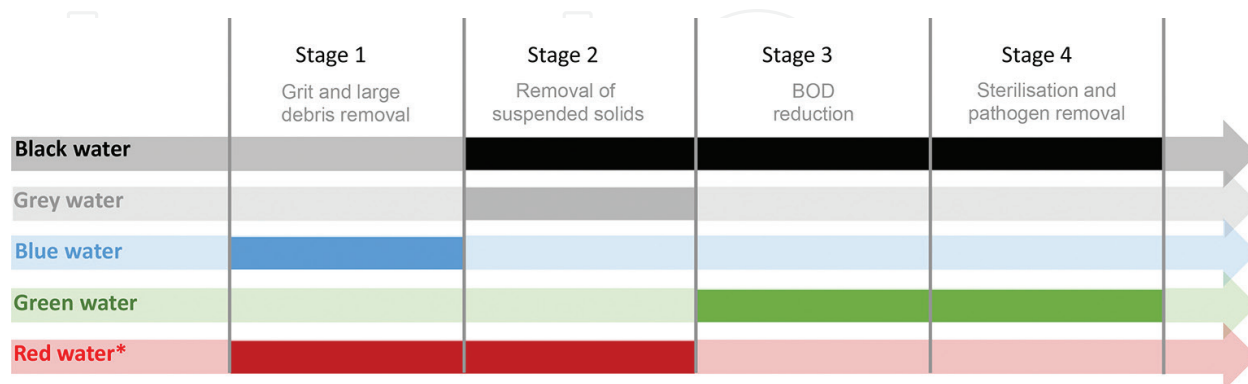 Stage 1
Grit and large
debris removal
Stage 2
Removal of
suspended solids
Stage 3
BOD
reduction
Stage 4
Sterilisation and
pathogen removal
Black water
Grey water
Blue water
Green water
Red water*